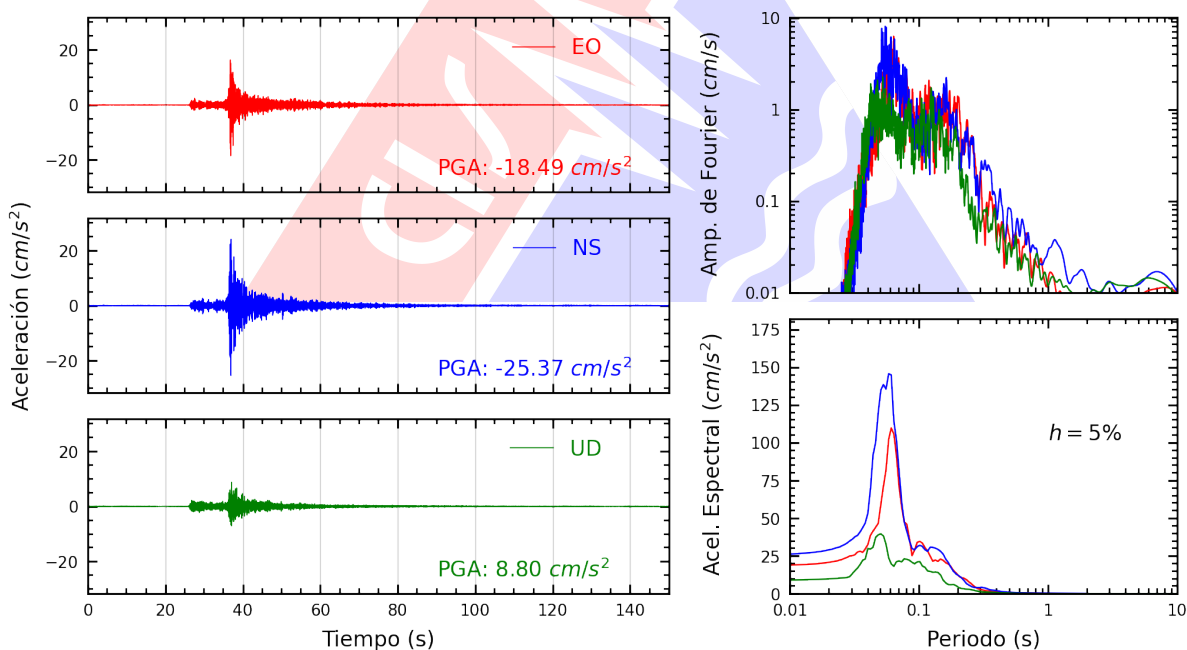 Aceleración (cm/s²)
20
0
−20
EO
PGA: -18.49 cm/s²
20
0
−20
NS
PGA: -25.37 cm/s²
20
0
−20
UD
PGA: 8.80 cm/s²
0 20 40 60 80 100 120 140
Tiempo (s)
Amp. de Fourier (cm/s)
10
1
0.1
0.01
Acel. Espectral (cm/s²)
175
150
125
100
75
50
25
0
h = 5%
0.01 0.1 1 10
Periodo (s)